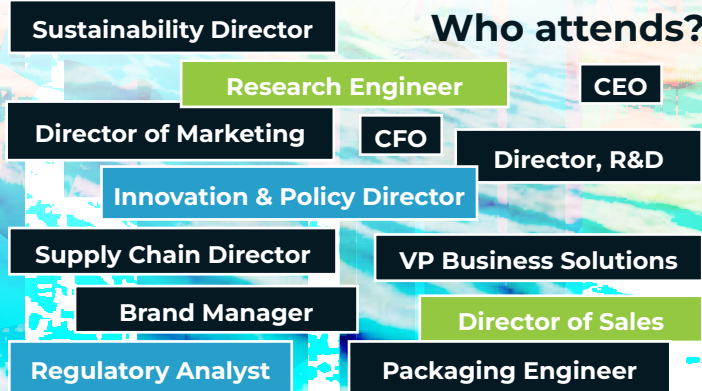 Who attends?
Sustainability Director
Research Engineer
CEO
Director of Marketing
CFO
Director, R&D
Innovation & Policy Director
Supply Chain Director
VP Business Solutions
Brand Manager
Director of Sales
Regulatory Analyst
Packaging Engineer